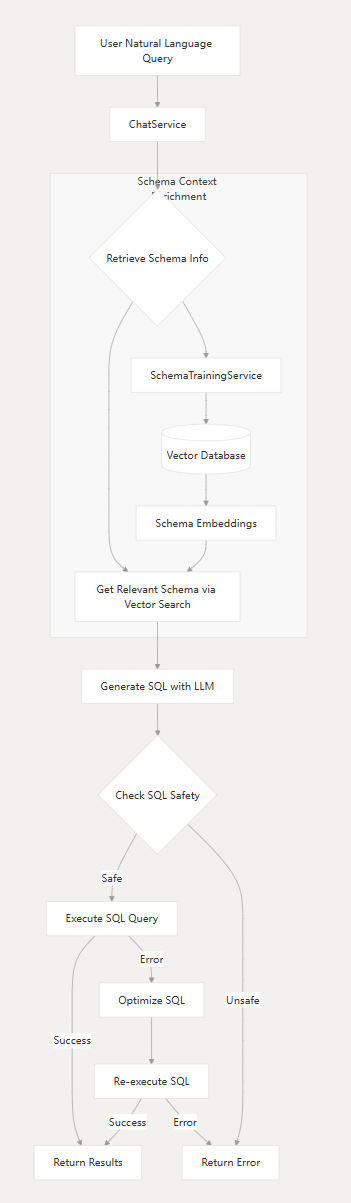 User Natural Language
Query
ChatService
Schema Context
Enrichment
Retrieve Schema Info
SchemaTrainingService
Vector Database
Schema Embeddings
Get Relevant Schema via
Vector Search
Generate SQL with LLM
Check SQL Safety
Safe
Execute SQL Query
Error
Optimize SQL
Unsafe
Success
Re-execute SQL
Success
Error
Return Results
Return Error